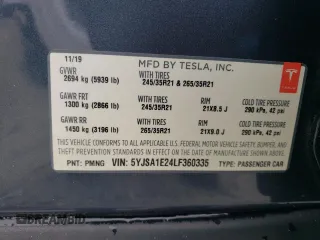 11/19
MFD BY TESLA, INC.
GVWR
2694 kg (5939 lb)
WITH TIRES
245/35R21 & 265/35R21
TESLA
GAWR FRT
1300 kg (2866 lb)
WITH TIRES
245/35R21
RIM
21X8.5 J
COLD TIRE PRESSURE
290 kPa, 42 psi
GAWR RR
1450 kg (3196 lb)
WITH TIRES
265/35R21
RIM
21X9.0 J
COLD TIRE PRESSURE
290 kPa, 42 psi
THIS VEHICLE CONFORMS TO ALL APPLICABLE U.S. FEDERAL MOTOR VEHICLE SAFETY, BUMPER, AND
THEFT PREVENTION STANDARDS IN EFFECT ON THE DATE OF MANUFACTURE SHOWN ABOVE.
PNT: PMNG
VIN: 5YJSA1E24LF360335
TYPE: PASSENGER CAR
© DREAMBID